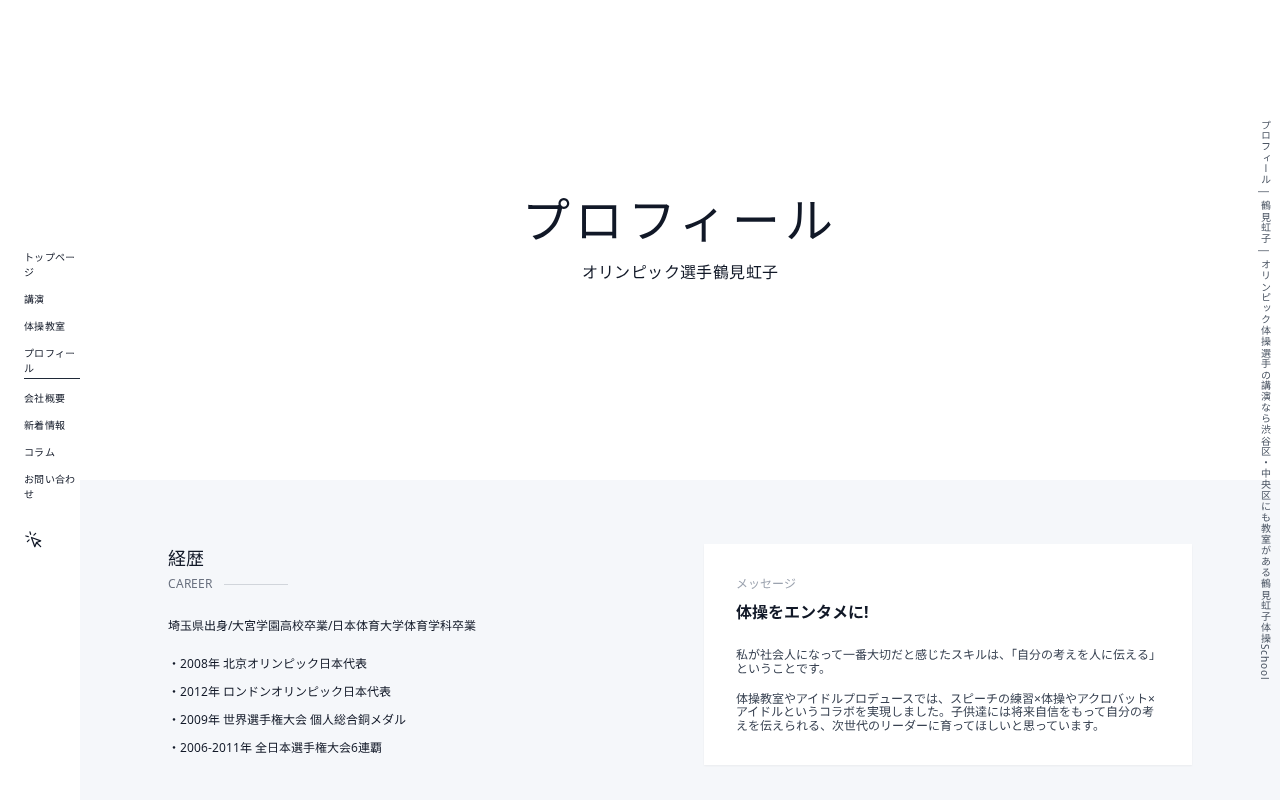 トップペー
ジ
講演
体操教室
プロフィー
ル
会社概要
新着情報
コラム
お問い合わ
せ
プロフィール
オリンピック選手鶴見虹子
経歴
CAREER
埼玉県出身/大宮学園高校卒業/日本体育大学体育学科卒業
・2008年 北京オリンピック日本代表
・2012年 ロンドンオリンピック日本代表
・2009年 世界選手権大会 個人総合銅メダル
・2006-2011年 全日本選手権大会6連覇
メッセージ
体操をエンタメに!
私が社会人になって一番大切だと感じたスキルは、「自分の考えを人に伝える」
ということです。
体操教室やアイドルプロデュースでは、スピーチの練習×体操やアクロバット×
アイドルというコラボを実現しました。子供達には将来自信をもって自分の考
えを伝えられる、次世代のリーダーに育ってほしいと思っています。
プロフィール | 鶴見虹子 | オリンピック体操選手の講演なら渋谷区・中央区にも教室がある鶴見虹子体操School